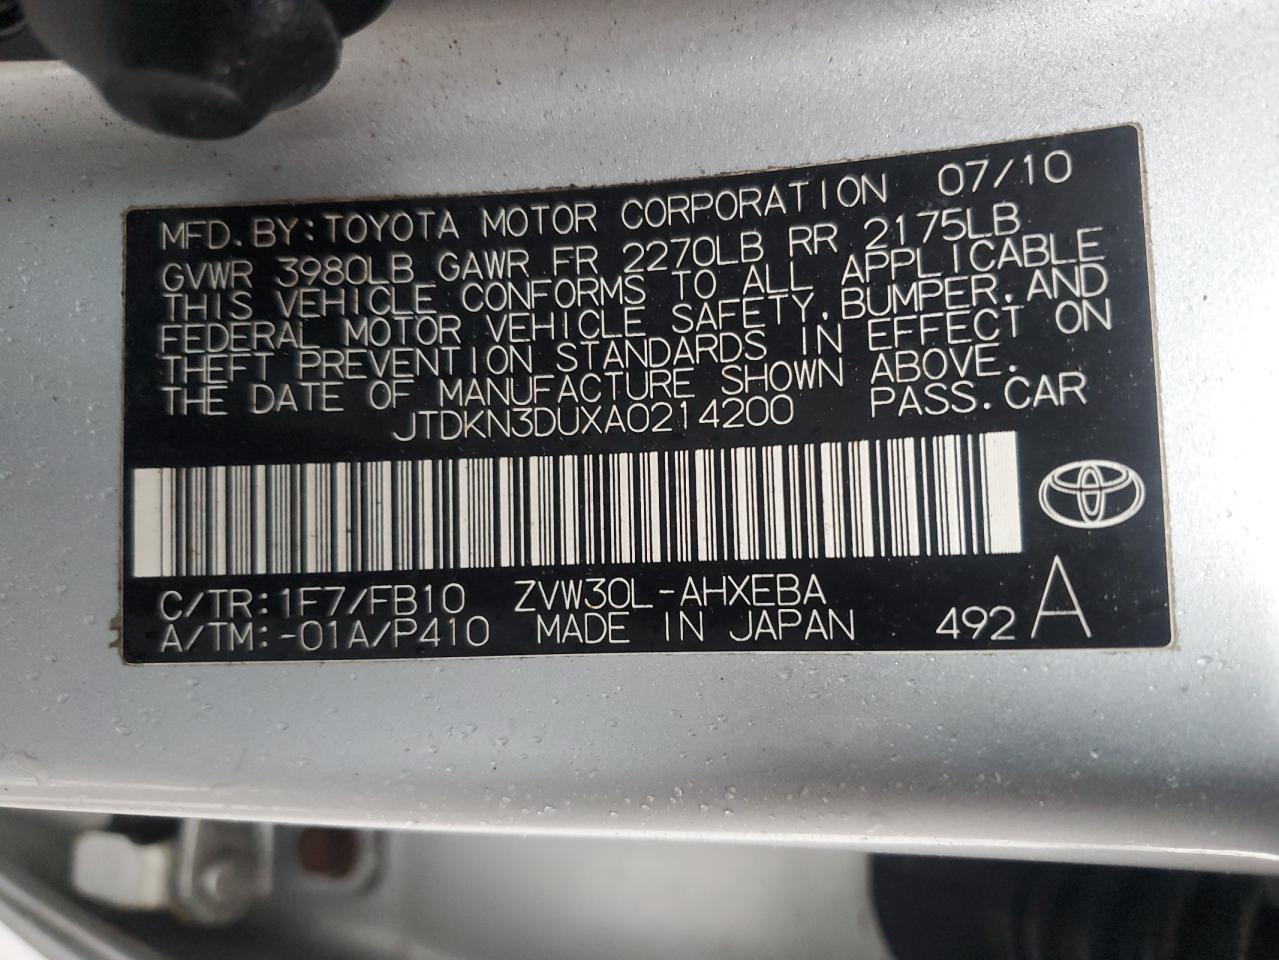 MFD.BY:TOYOTA MOTOR CORPORATION 07/10
GVWR 3980LB GAWR FR 2270LB RR 2175LB
THIS VEHICLE CONFORMS TO ALL APPLICABLE
FEDERAL MOTOR VEHICLE SAFETY,BUMPER,AND
THEFT PREVENTION STANDARDS IN EFFECT ON
THE DATE OF MANUFACTURE SHOWN ABOVE.
JTDKN3DUXA0214200 PASS.CAR
C/TR:1F7/FB10 ZVW30L-AHXEBA
A/TM:-01A/P410 MADE IN JAPAN 492 A